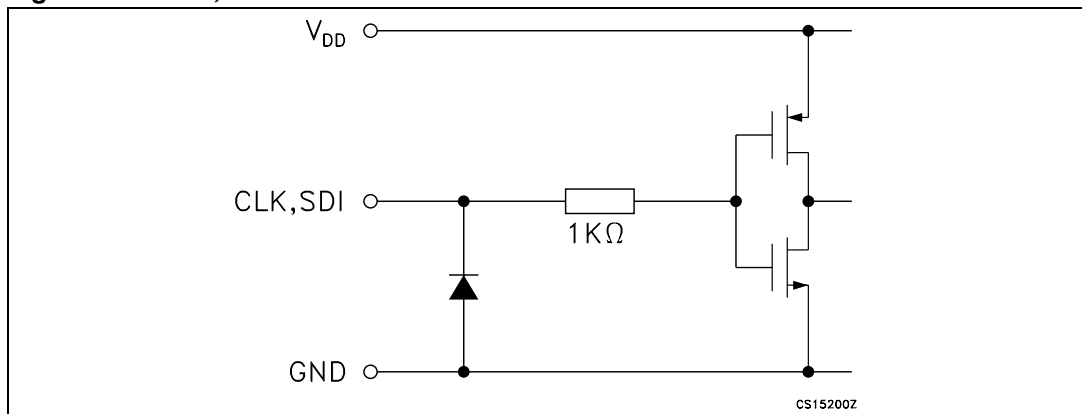 V_DD
CLK,SDI
1KΩ
GND
CS15200Z